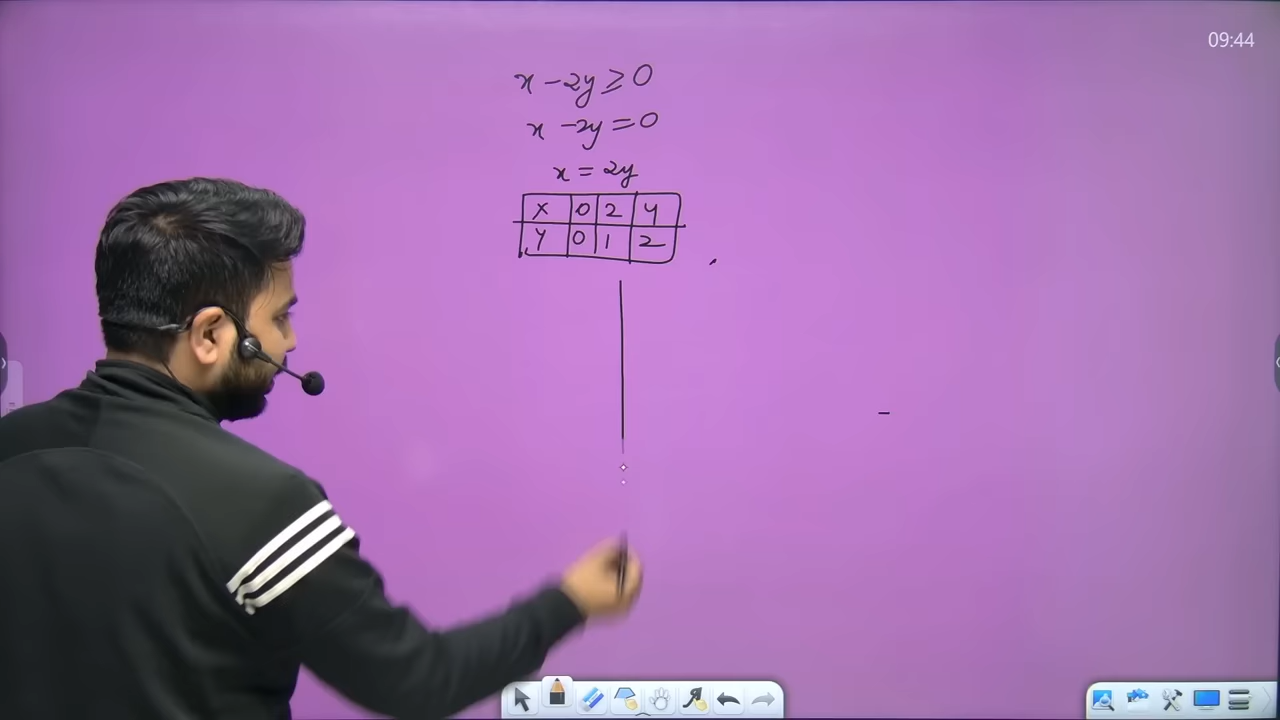 09:44
x - 2y ≥ 0
x - 2y = 0
x = 2y
X 0 2 4
Y 0 1 2